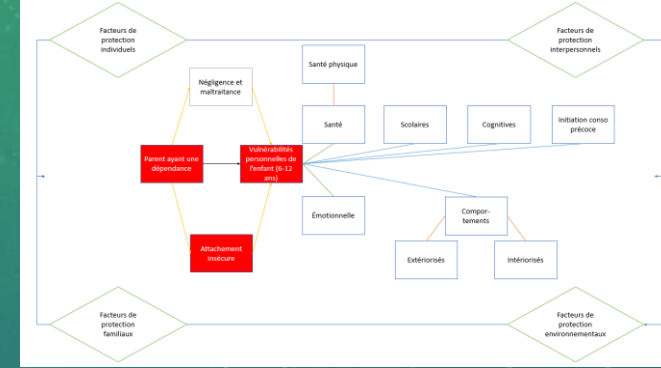 Facteurs de
protection
individuels
Facteurs de
protection
interpersonnels
Négligence et
maltraitance
Santé physique
Santé
Scolaires
Cognitives
Initiation conso
précoce
Parent ayant une
dépendance
Vulnérabilités
personnelles de
l'enfant (6-12
ans)
Émotionnelle
Compor-
tements
Attachement
insécure
Extériorisés
Intériorisés
Facteurs de
protection
familiaux
Facteurs de
protection
environnementaux